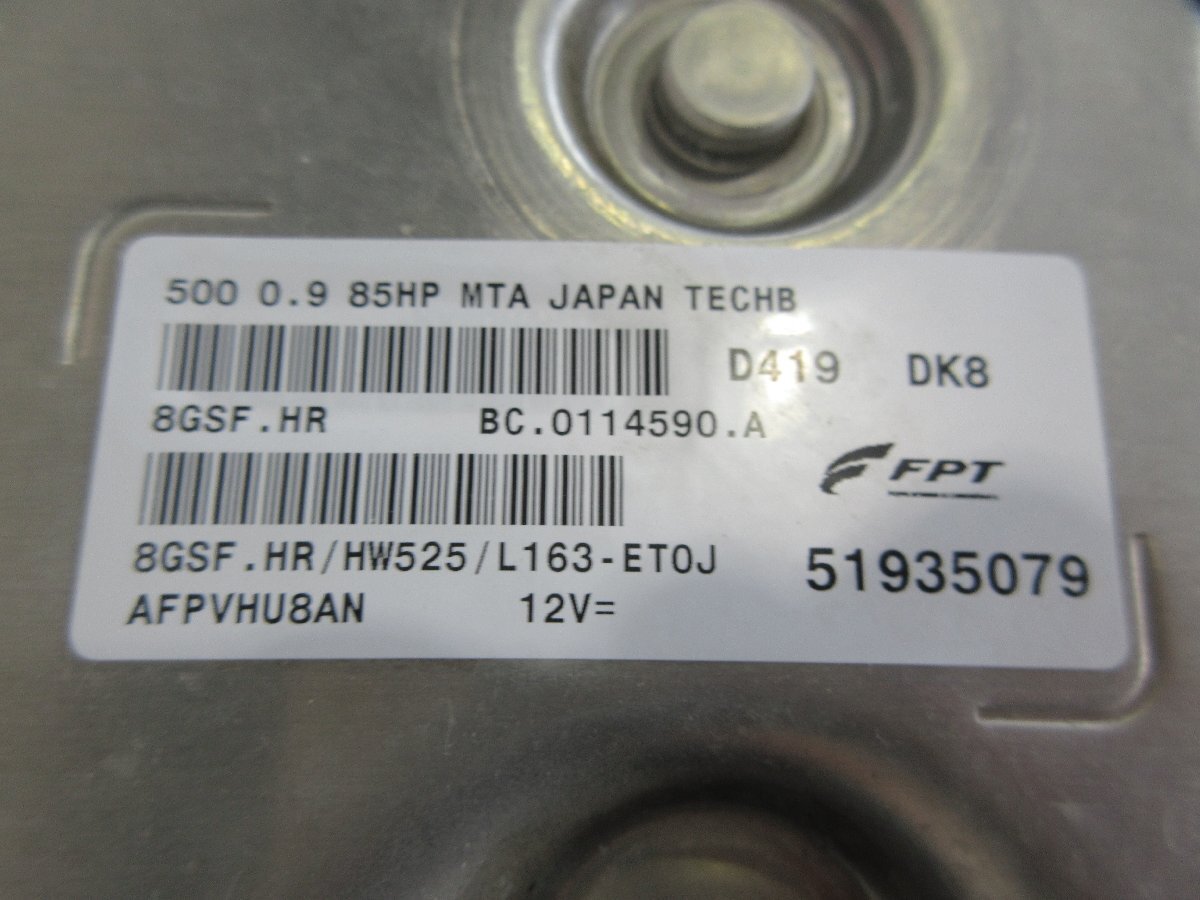 500 0.9 85HP MTA JAPAN TECHB
D419 DK8
8GSF.HR BC.0114590.A
FPT
8GSF.HR/HW525/L163-ET0J
51935079
AFPVHU8AN 12V=